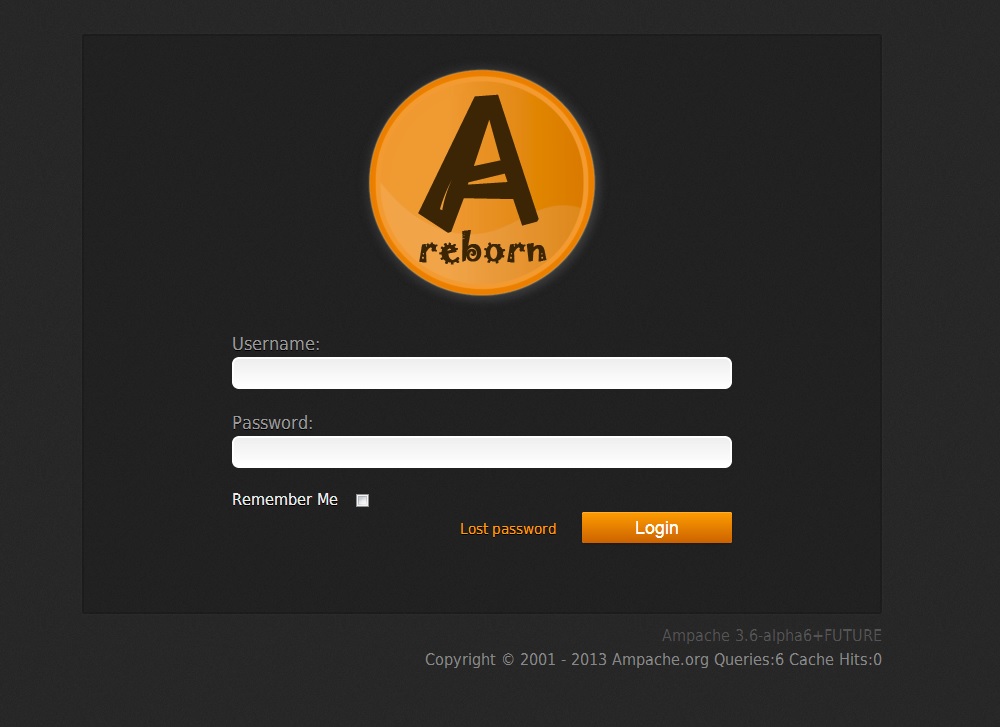 A
reborn
Username:
Password:
Remember Me
Lost password Login
Ampache 3.6-alpha6+FUTURE
Copyright © 2001 - 2013 Ampache.org Queries:6 Cache Hits:0